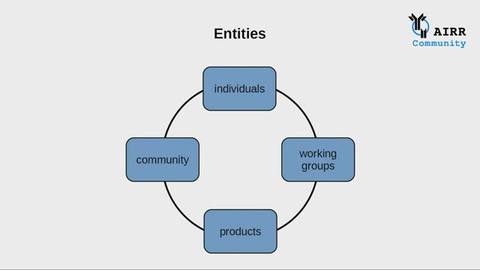 Entities
AIRR
Community
individuals
community
working
groups
products